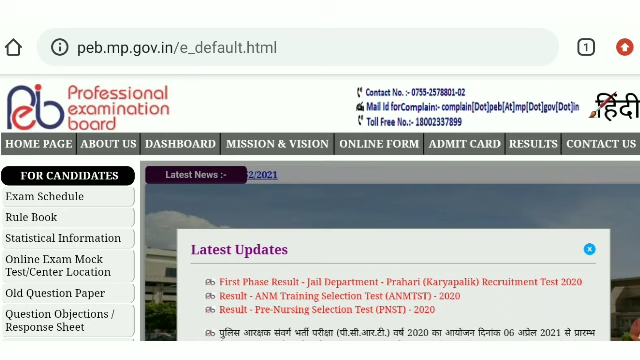 peb.mp.gov.in/e_default.html
1
Professional
examination
board
Contact No. :- 0755-2578801-02
Mail Id forComplain:- complain[Dot]peb[At]mp[Dot]gov[Dot]in
Toll Free No.:- 18002337899
हिंदी
HOME PAGE ABOUT US DASHBOARD MISSION & VISION ONLINE FORM ADMIT CARD RESULTS CONTACT US
FOR CANDIDATES
Exam Schedule
Rule Book
Statistical Information
Online Exam Mock
Test/Center Location
Old Question Paper
Question Objections /
Response Sheet
Latest News :- 52/2021
Latest Updates
First Phase Result - Jail Department - Prahari (Karyapalik) Recruitment Test 2020
Result - ANM Training Selection Test (ANMTST) - 2020
Result - Pre-Nursing Selection Test (PNST) - 2020
पुलिस आरक्षक संवर्ग भर्ती परीक्षा (पी.सी.आर.टी.) वर्ष 2020 का आयोजन दिनांक 06 अप्रेल 2021 से प्रारम्भ